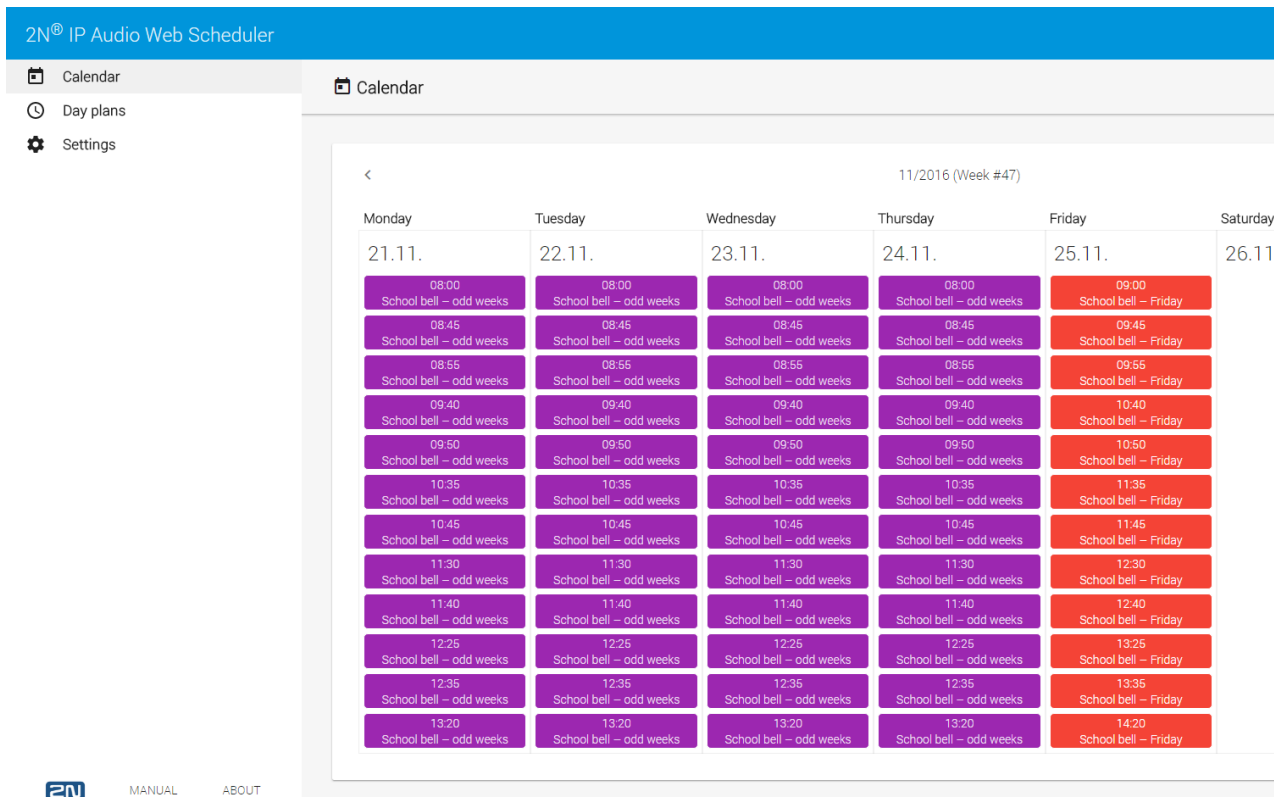 2N® IP Audio Web Scheduler
Calendar
Day plans
Settings
Calendar
11/2016 (Week #47)
Monday Tuesday Wednesday Thursday Friday Saturday
21.11. 22.11. 23.11. 24.11. 25.11. 26.11
08:00 08:00 08:00 08:00 09:00
School bell – odd weeks School bell – odd weeks School bell – odd weeks School bell – odd weeks School bell – Friday
08:45 08:45 08:45 08:45 09:45
School bell – odd weeks School bell – odd weeks School bell – odd weeks School bell – odd weeks School bell – Friday
08:55 08:55 08:55 08:55 09:55
School bell – odd weeks School bell – odd weeks School bell – odd weeks School bell – odd weeks School bell – Friday
09:40 09:40 09:40 09:40 10:40
School bell – odd weeks School bell – odd weeks School bell – odd weeks School bell – odd weeks School bell – Friday
09:50 09:50 09:50 09:50 10:50
School bell – odd weeks School bell – odd weeks School bell – odd weeks School bell – odd weeks School bell – Friday
10:35 10:35 10:35 10:35 11:35
School bell – odd weeks School bell – odd weeks School bell – odd weeks School bell – odd weeks School bell – Friday
10:45 10:45 10:45 10:45 11:45
School bell – odd weeks School bell – odd weeks School bell – odd weeks School bell – odd weeks School bell – Friday
11:30 11:30 11:30 11:30 12:30
School bell – odd weeks School bell – odd weeks School bell – odd weeks School bell – odd weeks School bell – Friday
11:40 11:40 11:40 11:40 12:40
School bell – odd weeks School bell – odd weeks School bell – odd weeks School bell – odd weeks School bell – Friday
12:25 12:25 12:25 12:25 13:25
School bell – odd weeks School bell – odd weeks School bell – odd weeks School bell – odd weeks School bell – Friday
12:35 12:35 12:35 12:35 13:35
School bell – odd weeks School bell – odd weeks School bell – odd weeks School bell – odd weeks School bell – Friday
13:20 13:20 13:20 13:20 14:20
School bell – odd weeks School bell – odd weeks School bell – odd weeks School bell – odd weeks School bell – Friday
2N MANUAL ABOUT